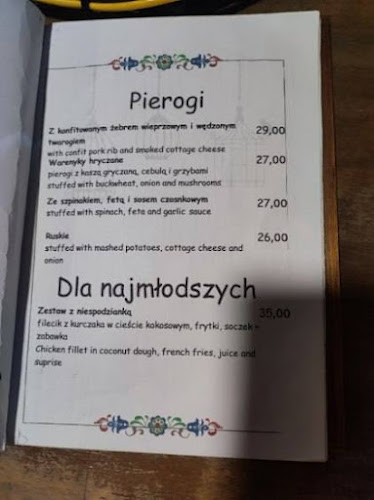 Pierogi
Z konfitowanym żebrem wieprzowym i wędzonym
twarogiem 29,00
with confit pork rib and smoked cottage cheese
Warenyky hryczane 27,00
pierogi z kaszą gryczaną, cebulą i grzybami
stuffed with buckwheat, onion and mushrooms
Ze szpinakiem, fetą i sosem czosnkowym 27,00
stuffed with spinach, feta and garlic sauce
Ruskie 26,00
stuffed with mashed potatoes, cottage cheese and
onion
Dla najmłodszych
Zestaw z niespodzianką 35,00
filecik z kurczaka w cieście kokosowym, frytki, soczek +
zabawka
Chicken fillet in coconut dough, french fries, juice and
suprise